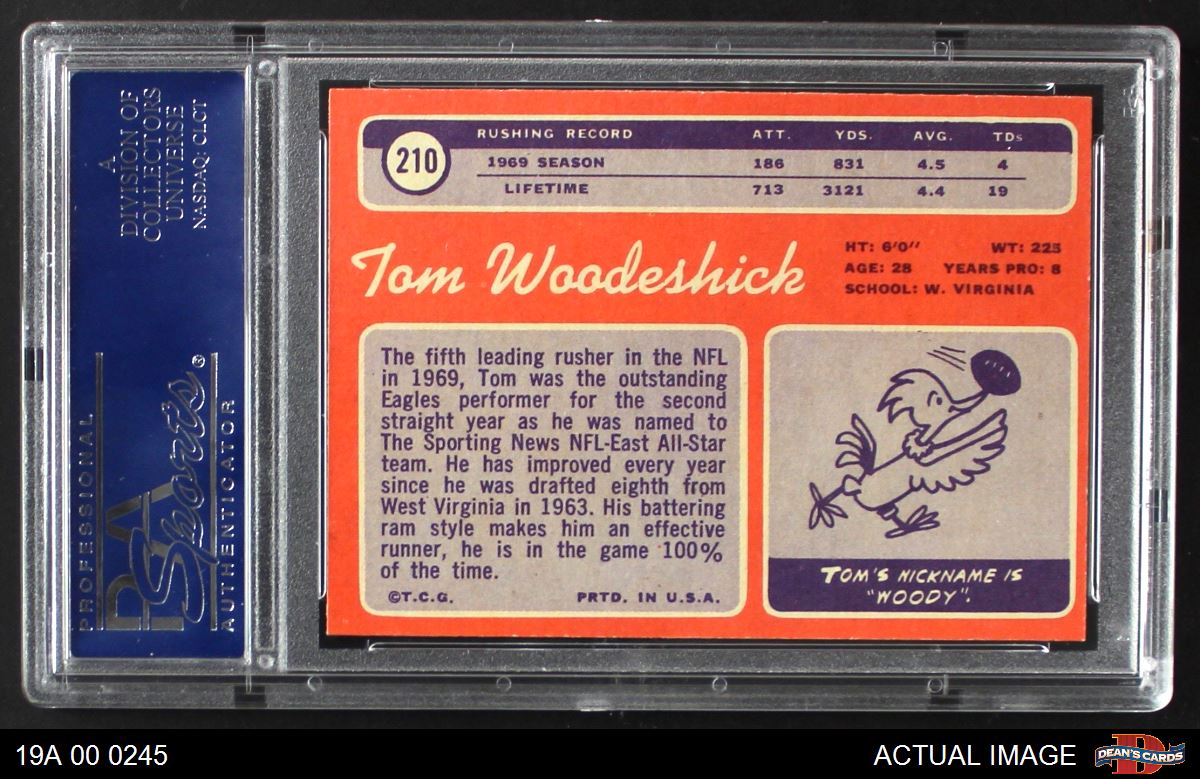 A
DIVISION OF
COLLECTORS
UNIVERSE
NASDAQ: CLCT
PROFESSIONAL
PSA
Sports®
AUTHENTICATOR
210
RUSHING RECORD ATT. YDS. AVG. TDs
1969 SEASON 186 831 4.5 4
LIFETIME 713 3121 4.4 19
Tom Woodeshick
HT: 6'0" WT: 225
AGE: 28 YEARS PRO: 8
SCHOOL: W. VIRGINIA
The fifth leading rusher in the NFL
in 1969, Tom was the outstanding
Eagles performer for the second
straight year as he was named to
The Sporting News NFL-East All-Star
team. He has improved every year
since he was drafted eighth from
West Virginia in 1963. His battering
ram style makes him an effective
runner, he is in the game 100%
of the time.
©T.C.G. PRTD. IN U.S.A.
TOM'S NICKNAME IS
"WOODY".
19A 00 0245
ACTUAL IMAGE
D
DEAN'S CARDS